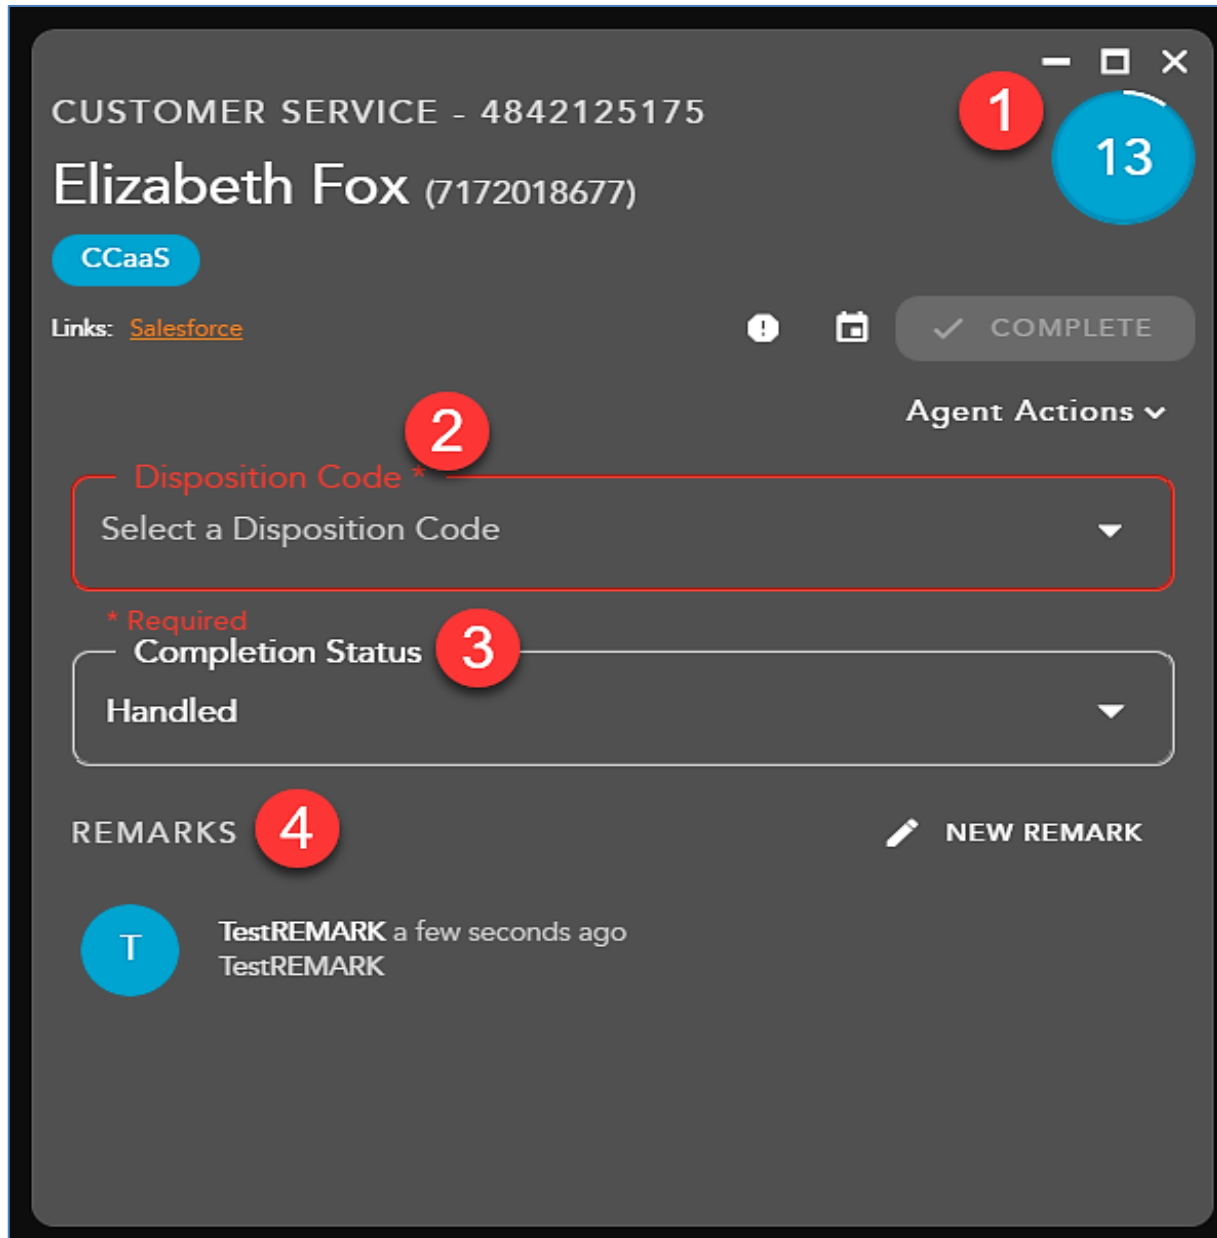 1
CUSTOMER SERVICE - 4842125175
13
Elizabeth Fox (7172018677)
CCaaS
Links: Salesforce
COMPLETE
Agent Actions
2
Disposition Code *
Select a Disposition Code
* Required
Completion Status
3
Handled
REMARKS
4
NEW REMARK
T
TestREMARK a few seconds ago
TestREMARK